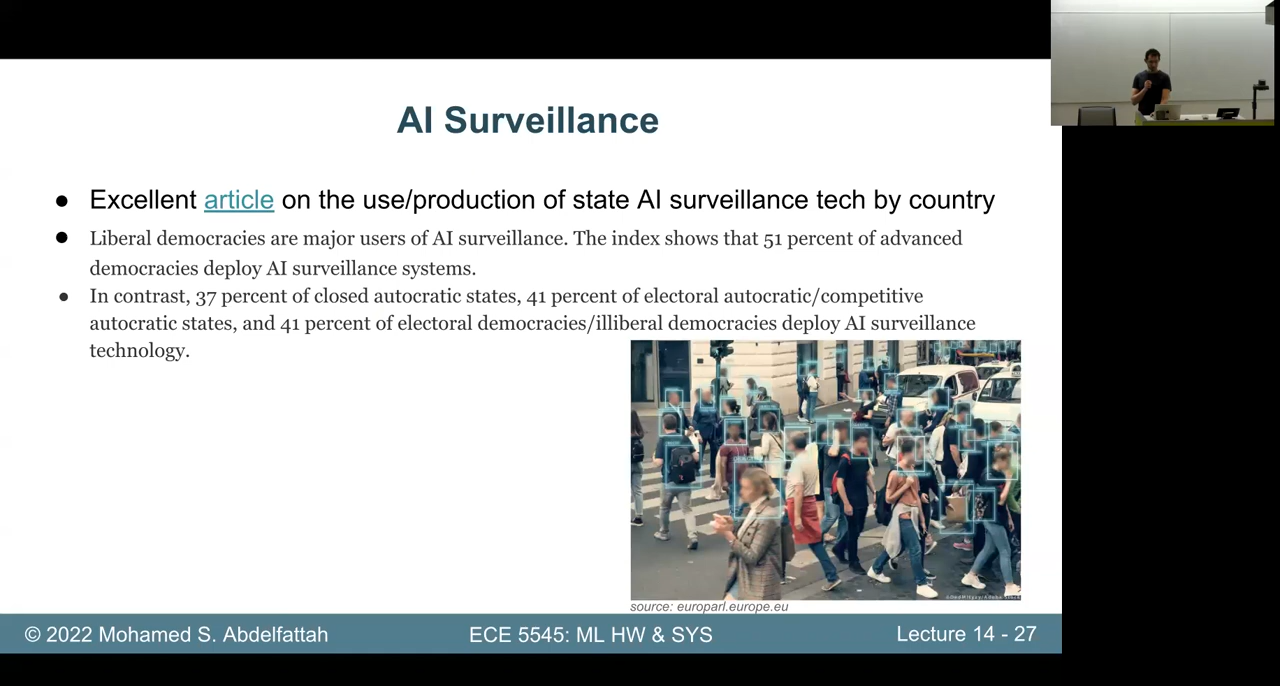 AI Surveillance
● Excellent article on the use/production of state AI surveillance tech by country
● Liberal democracies are major users of AI surveillance. The index shows that 51 percent of advanced
democracies deploy AI surveillance systems.
● In contrast, 37 percent of closed autocratic states, 41 percent of electoral autocratic/competitive
autocratic states, and 41 percent of electoral democracies/illiberal democracies deploy AI surveillance
technology.
source: europarl.europe.eu
© 2022 Mohamed S. Abdelfattah
ECE 5545: ML HW & SYS
Lecture 14 - 27